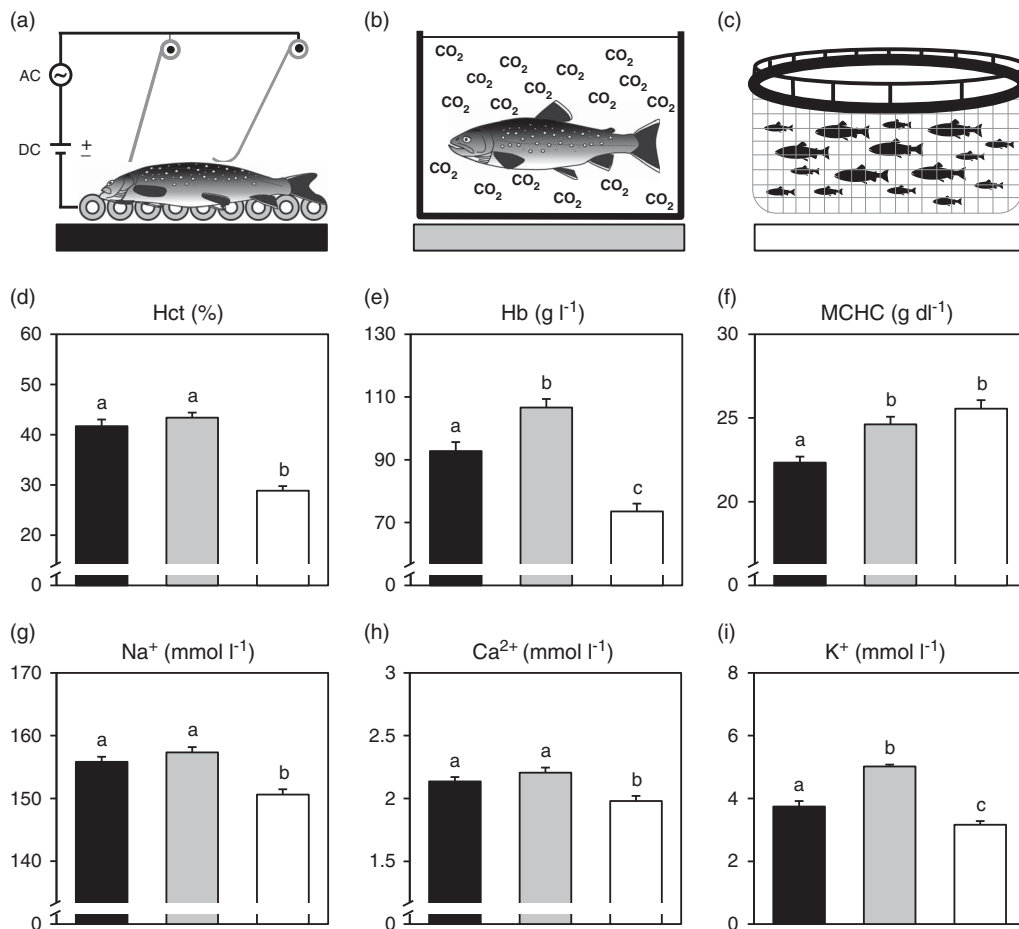 (a)
AC
DC
+
−
(b)
CO₂ CO₂ CO₂
CO₂ CO₂
CO₂ CO₂ CO₂
CO₂ CO₂ CO₂
CO₂ CO₂ CO₂
CO₂ CO₂ CO₂
(c)
(d)
Hct (%)
60
50
40
30
20
0
a
a
b
(e)
Hb (g l⁻¹)
130
110
90
70
0
a
b
c
(f)
MCHC (g dl⁻¹)
30
25
20
0
a
b
b
(g)
Na⁺ (mmol l⁻¹)
170
160
150
140
0
a
a
b
(h)
Ca²⁺ (mmol l⁻¹)
3
2.5
2
1.5
0
a
a
b
(i)
K⁺ (mmol l⁻¹)
8
6
4
2
0
a
b
c